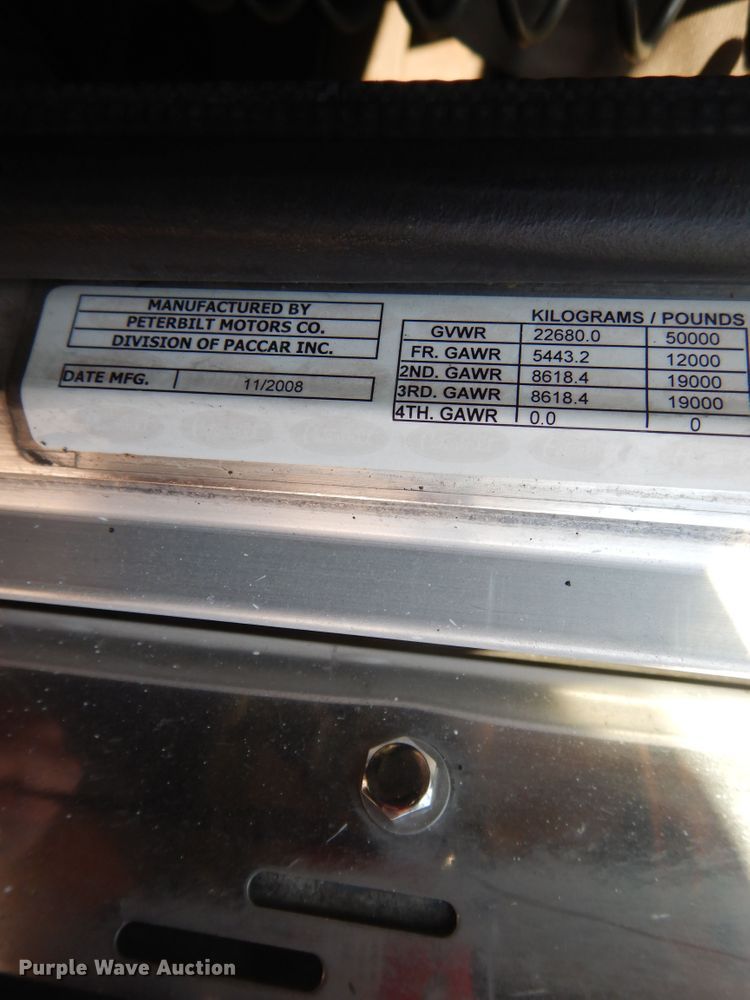 MANUFACTURED BY
PETERBILT MOTORS CO.
DIVISION OF PACCAR INC.
DATE MFG. 11/2008
KILOGRAMS / POUNDS
GVWR 22680.0 50000
FR. GAWR 5443.2 12000
2ND. GAWR 8618.4 19000
3RD. GAWR 8618.4 19000
4TH. GAWR 0.0 0
Purple Wave Auction